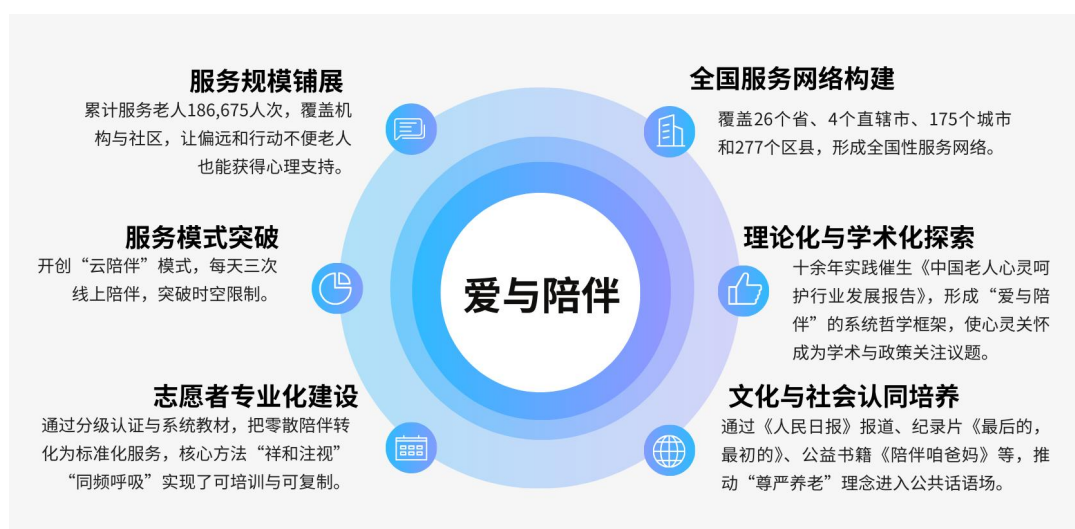 服务规模铺展
累计服务老人186,675人次，覆盖机
构与社区，让偏远和行动不便老人
也能获得心理支持。
全国服务网络构建
覆盖26个省、4个直辖市、175个城市
和277个区县，形成全国性服务网络。
服务模式突破
开创“云陪伴”模式，每天三次
线上陪伴，突破时空限制。
爱与陪伴
理论化与学术化探索
十余年实践催生《中国老人心灵呵
护行业发展报告》，形成“爱与陪
伴”的系统哲学框架，使心灵关怀
成为学术与政策关注议题。
志愿者专业化建设
通过分级认证与系统教材，把零散陪伴转
化为标准化服务，核心方法“祥和注视”
“同频呼吸”实现了可培训与可复制。
文化与社会认同培养
通过《人民日报》报道、纪录片《最后的，
最初的》、公益书籍《陪伴咱爸妈》等，推
动“尊严养老”理念进入公共话语场。